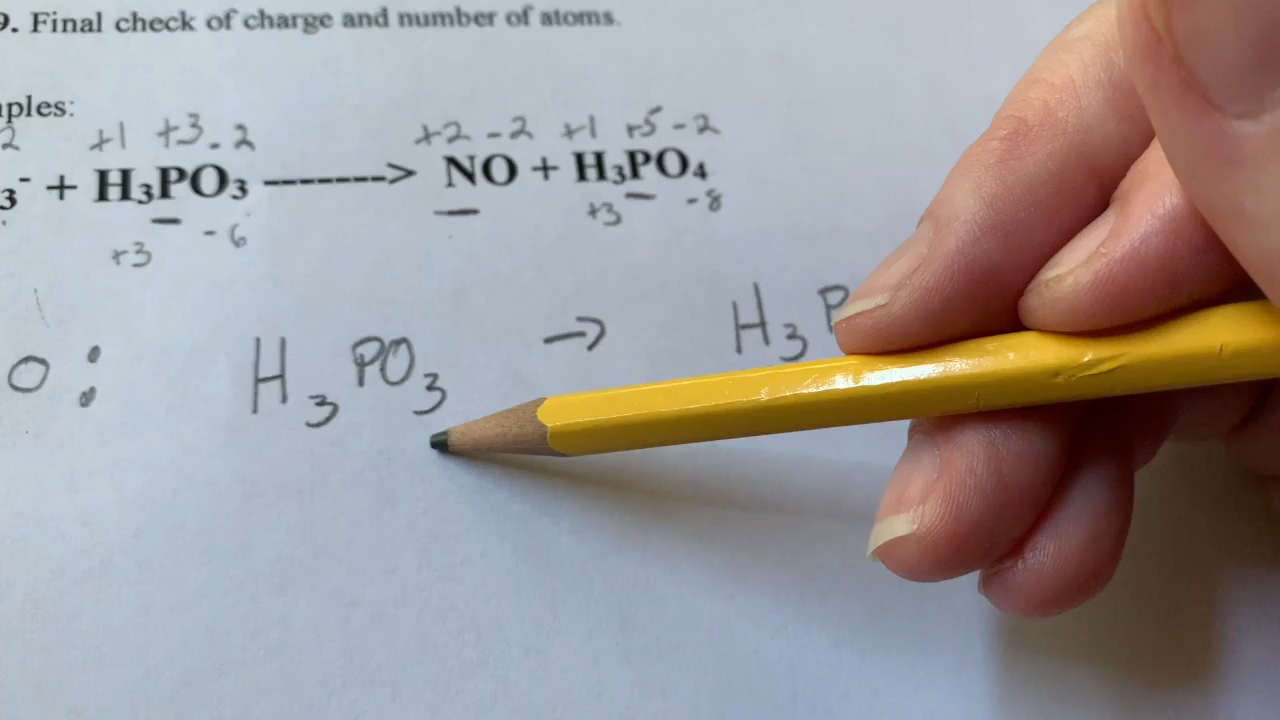 9. Final check of charge and number of atoms.
ples:
2 +1 +3 -2 +2 -2 +1 +5 -2
3⁻ + H₃PO₃ -------> NO + H₃PO₄
+3 -6 +3 -8
O: H₃PO₃ → H₃P